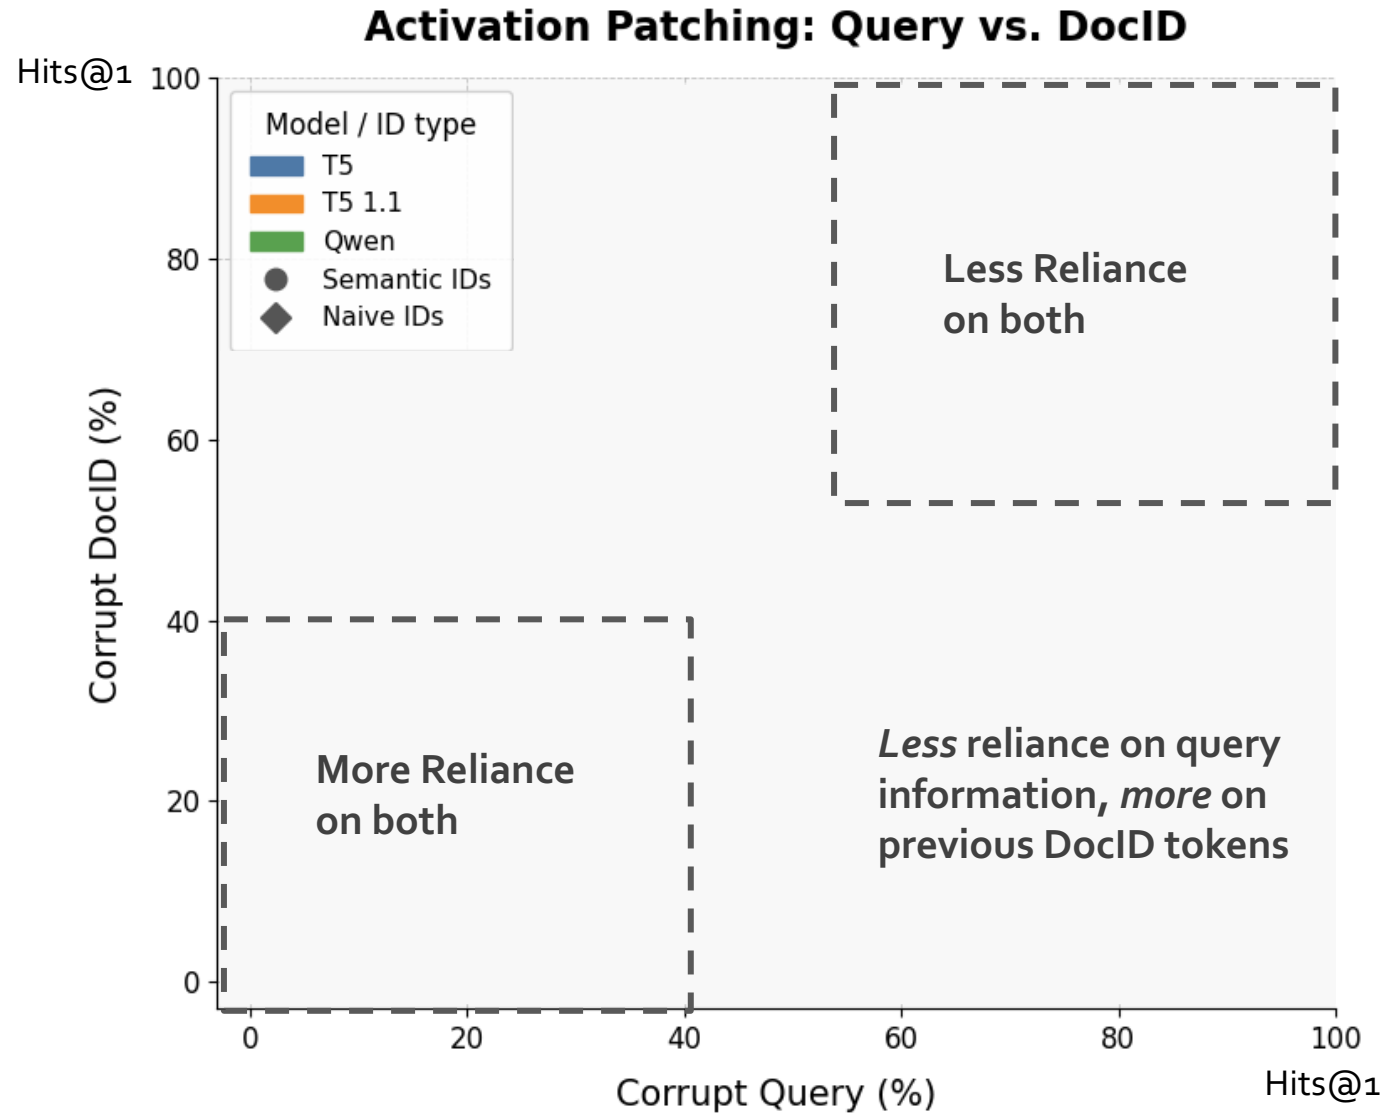 Activation Patching: Query vs. DocID
Hits@1
100
80
60
40
20
0
Corrupt DocID (%)
Model / ID type
T5
T5 1.1
Qwen
Semantic IDs
Naive IDs
Less Reliance
on both
More Reliance
on both
Less reliance on query
information, more on
previous DocID tokens
0 20 40 60 80 100
Corrupt Query (%)
Hits@1